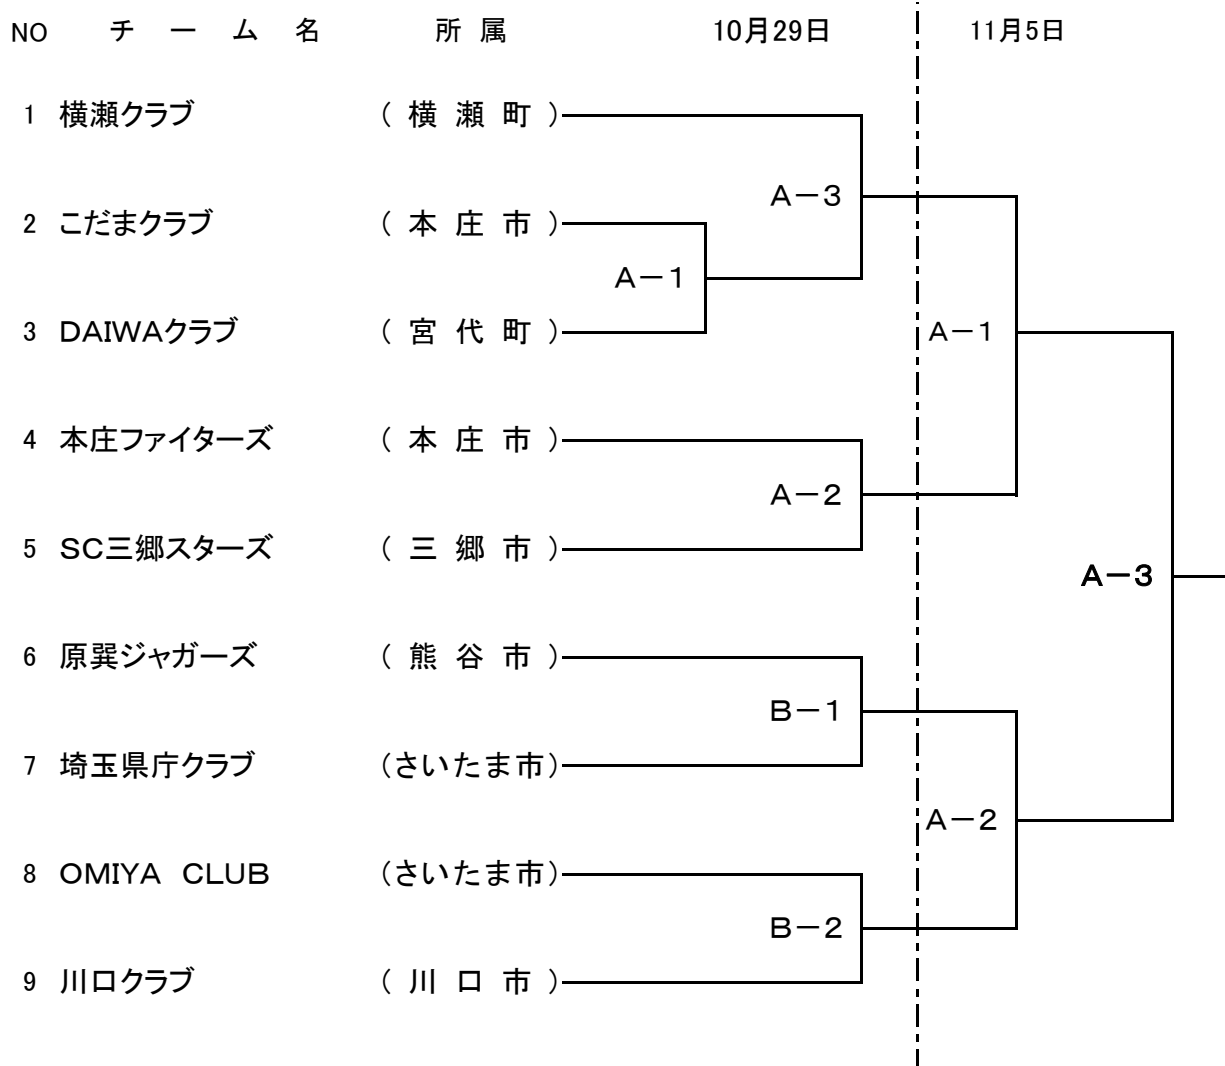 NO チ ー ム 名 所 属 10月29日 11月5日
1 横瀬クラブ ( 横 瀬 町 )
A－3
2 こだまクラブ ( 本 庄 市 )
A－1
3 DAIWAクラブ ( 宮 代 町 )
A－1
4 本庄ファイターズ ( 本 庄 市 )
A－2
5 SC三郷スターズ ( 三 郷 市 )
A－3
6 原巽ジャガーズ ( 熊 谷 市 )
B－1
7 埼玉県庁クラブ (さいたま市)
A－2
8 OMIYA CLUB (さいたま市)
B－2
9 川口クラブ ( 川 口 市 )